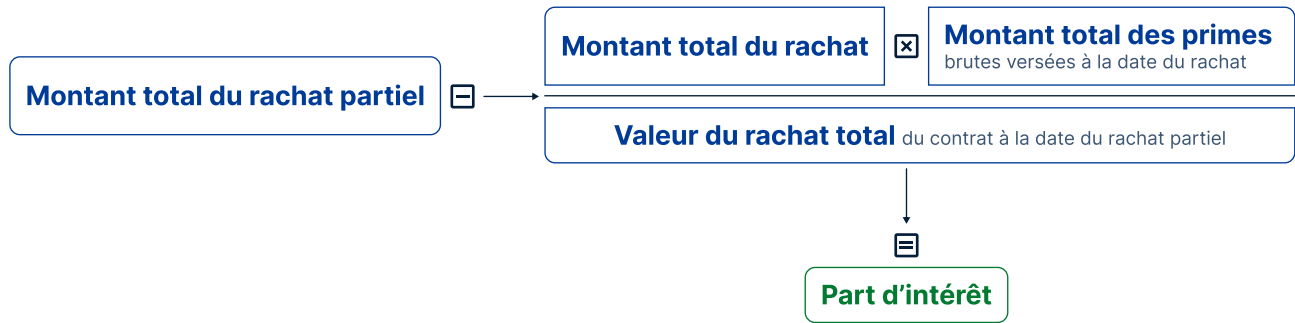 Montant total du rachat partiel
Montant total du rachat
Montant total des primes
brutes versées à la date du rachat
Valeur du rachat total du contrat à la date du rachat partiel
Part d’intérêt